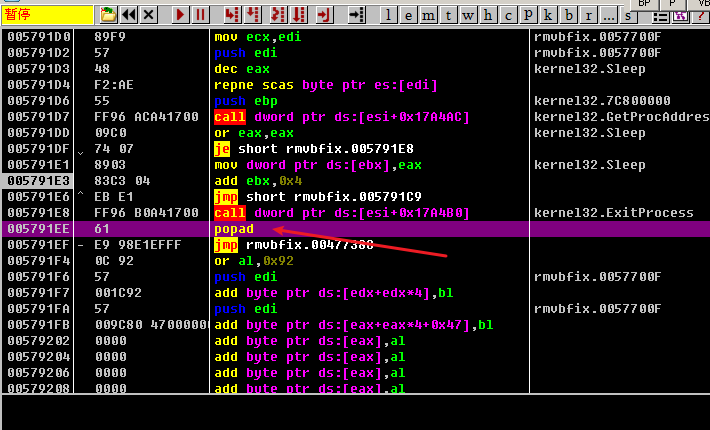 BP P VB
暂停 l e m t w h c p k b r ... s ?
005791D0 89F9 mov ecx,edi rmvbfix.0057700F
005791D2 57 push edi rmvbfix.0057700F
005791D3 48 dec eax kernel32.Sleep
005791D4 F2:AE repne scas byte ptr es:[edi]
005791D6 55 push ebp kernel32.7C800000
005791D7 FF96 ACA41700 call dword ptr ds:[esi+0x17A4AC] kernel32.GetProcAddres
005791DD 09C0 or eax,eax kernel32.Sleep
005791DF 74 07 je short rmvbfix.005791E8
005791E1 8903 mov dword ptr ds:[ebx],eax kernel32.Sleep
005791E3 83C3 04 add ebx,0x4
005791E6 ^ EB E1 jmp short rmvbfix.005791C9
005791E8 FF96 B0A41700 call dword ptr ds:[esi+0x17A4B0] kernel32.ExitProcess
005791EE 61 popad
005791EF - E9 98E1EFFF jmp rmvbfix.0047738C
005791F4 0C 92 or al,0x92
005791F6 57 push edi rmvbfix.0057700F
005791F7 001C92 add byte ptr ds:[edx+edx*4],bl
005791FA 57 push edi rmvbfix.0057700F
005791FB 009C80 4700000 add byte ptr ds:[eax+eax*4+0x47],bl
00579202 0000 add byte ptr ds:[eax],al
00579204 0000 add byte ptr ds:[eax],al
00579206 0000 add byte ptr ds:[eax],al
00579208 0000 add byte ptr ds:[eax],al